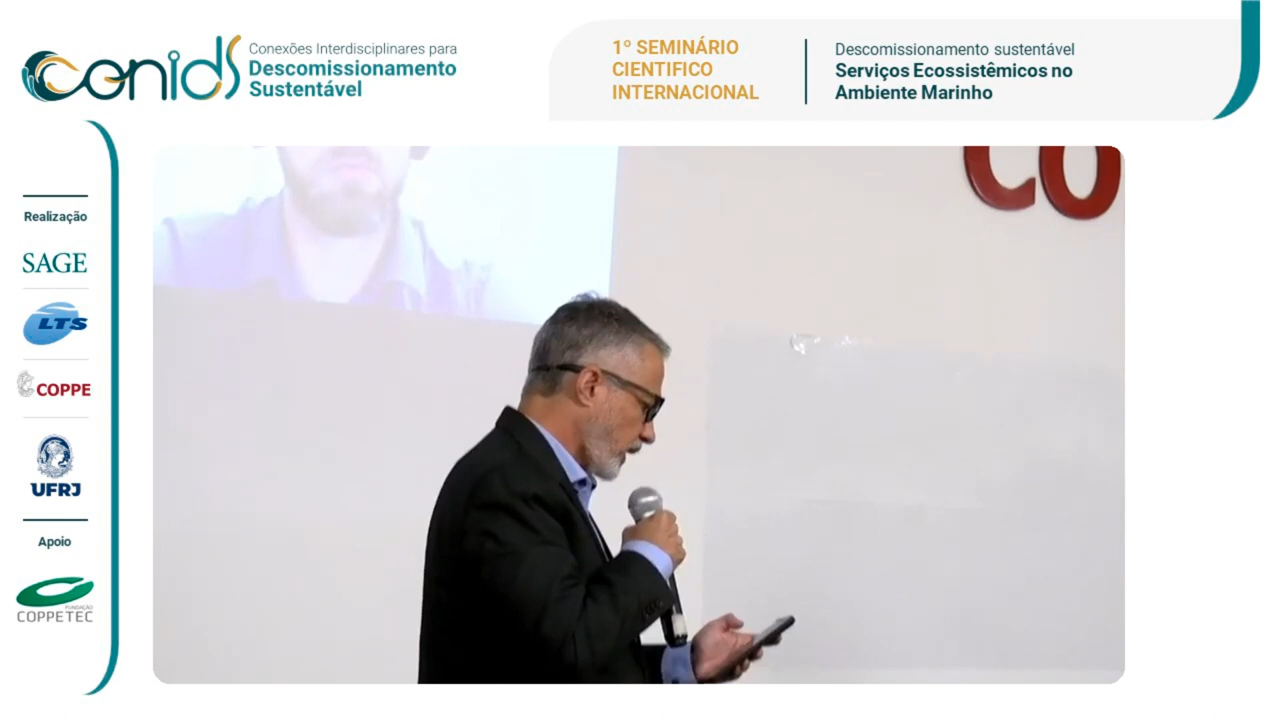 conids
Conexões Interdisciplinares para
Descomissionamento
Sustentável
1º SEMINÁRIO
CIENTIFICO
INTERNACIONAL
Descomissionamento sustentável
Serviços Ecossistêmicos no
Ambiente Marinho
Realização
SAGE
LTS
COPPE
UFRJ
Apoio
FUNDAÇÃO
COPPETEC
CO